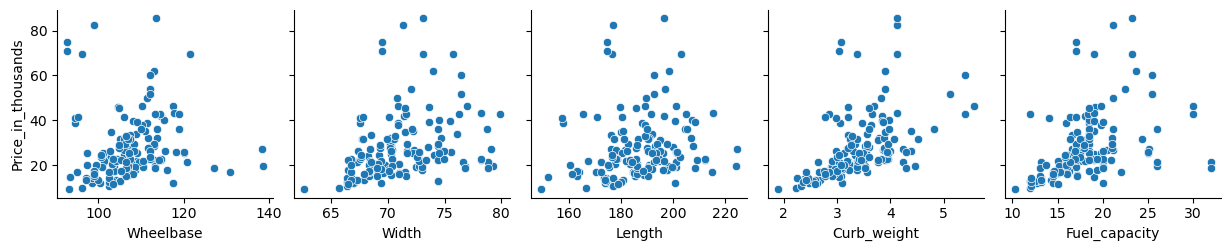 Price_in_thousands
80
60
40
20
100 120 140
65 70 75 80
160 180 200 220
2 3 4 5
10 15 20 25 30
Wheelbase
Width
Length
Curb_weight
Fuel_capacity